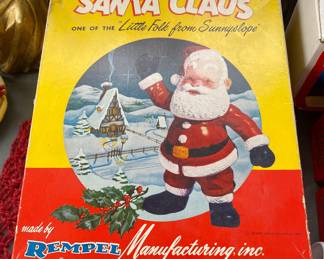 SANTA CLAUS
ONE OF THE "Little Folk from Sunnyslope"
made by
REMPEL Manufacturing, inc.